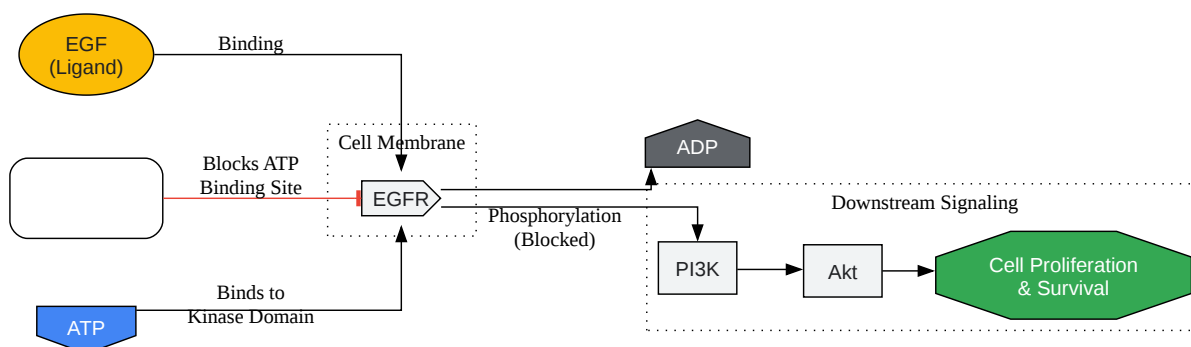 EGF
(Ligand)
Binding
Cell Membrane
Blocks ATP
Binding Site
EGFR
ADP
Phosphorylation
(Blocked)
Downstream Signaling
PI3K
Akt
Cell Proliferation
& Survival
Binds to
Kinase Domain
ATP